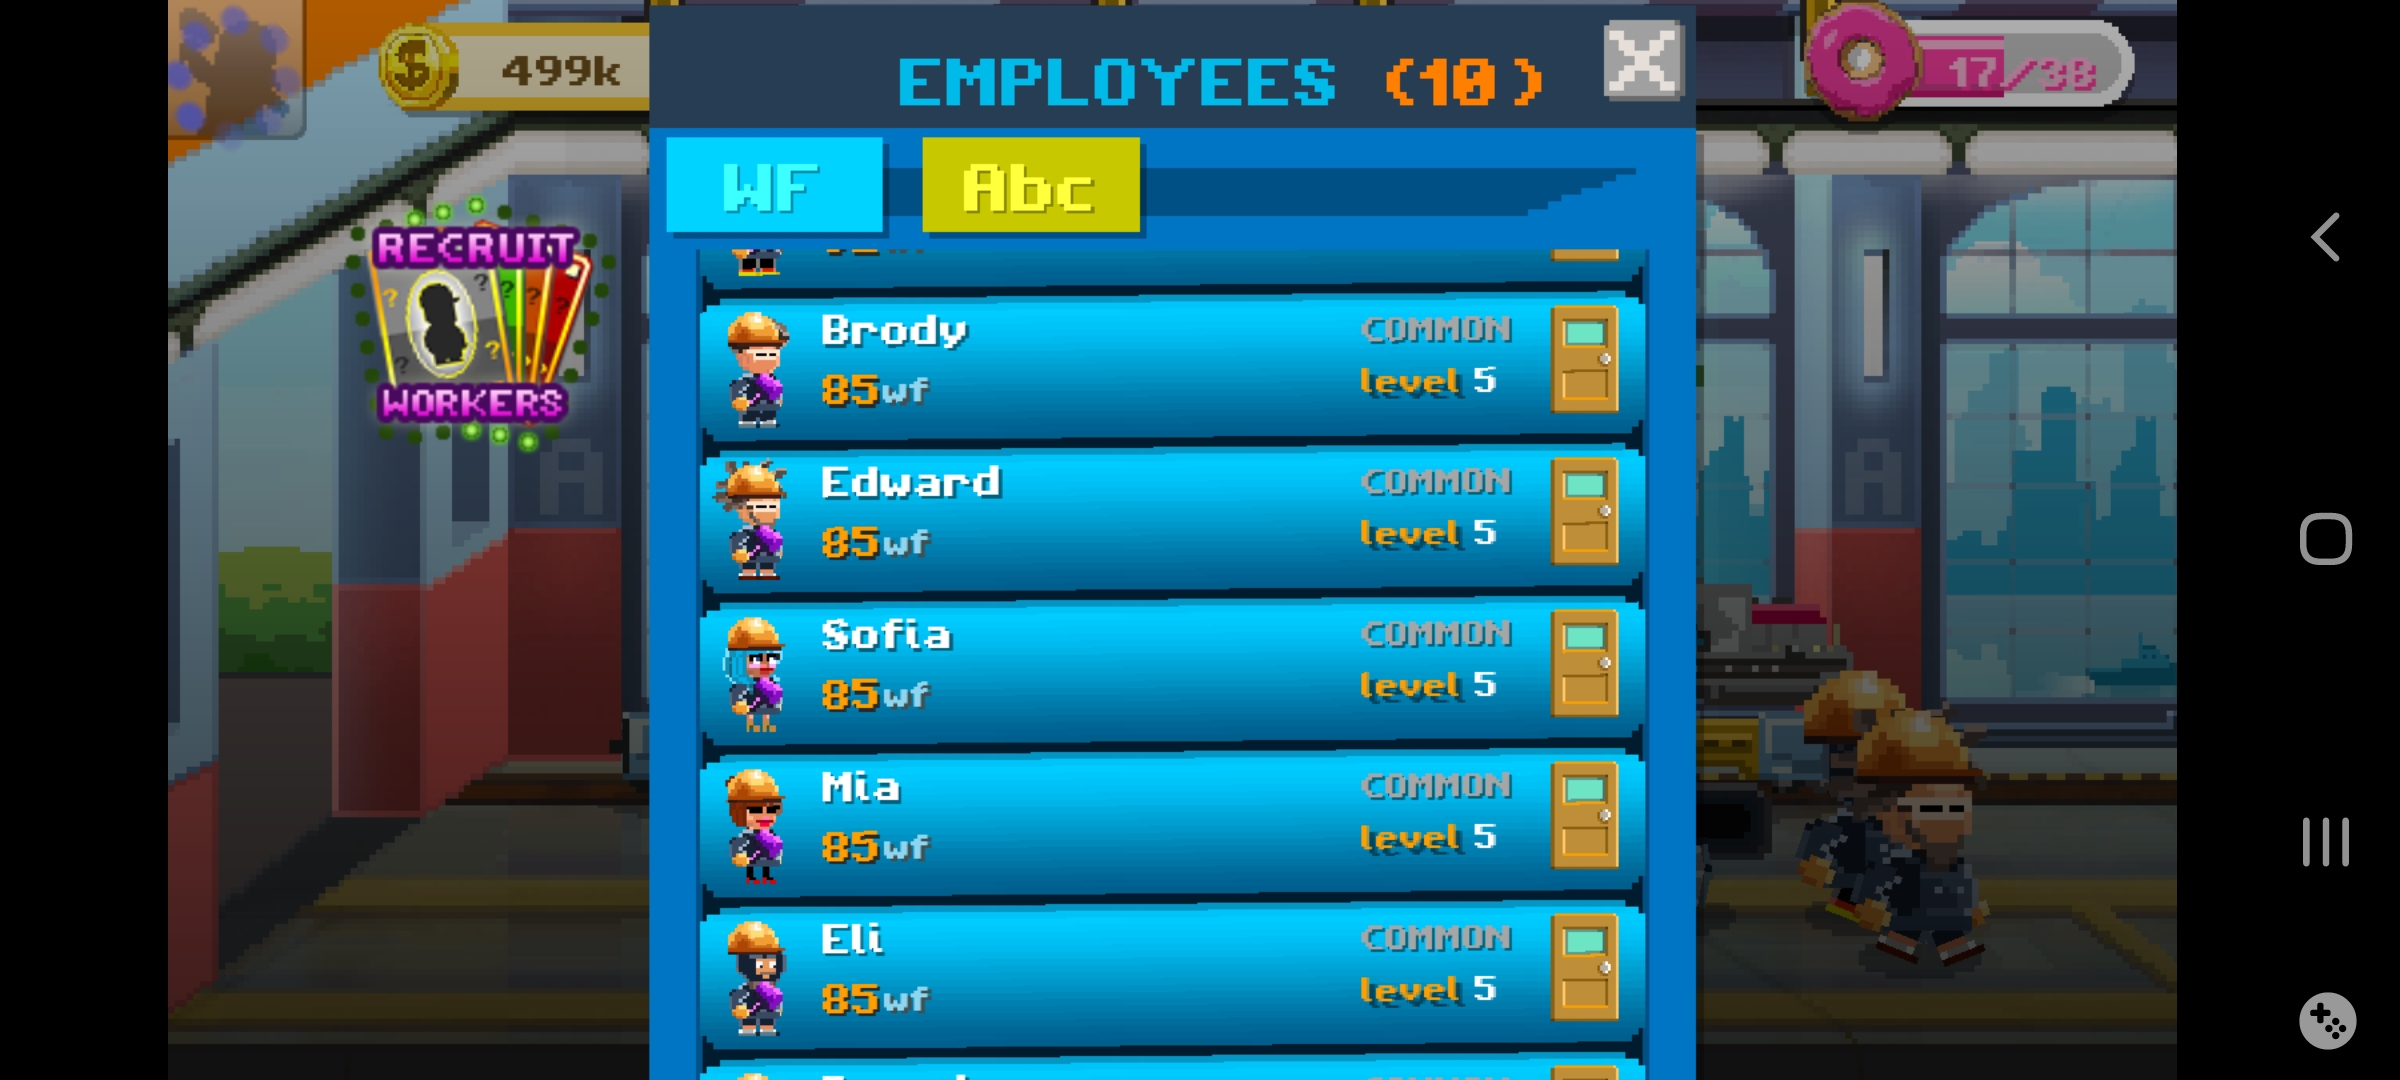 499k
EMPLOYEES (10)
17/30
WF
Abc
RECRUIT
WORKERS
Brody
COMMON
85wf
level 5
Edward
COMMON
85wf
level 5
Sofia
COMMON
85wf
level 5
Mia
COMMON
85wf
level 5
Eli
COMMON
85wf
level 5
A
A